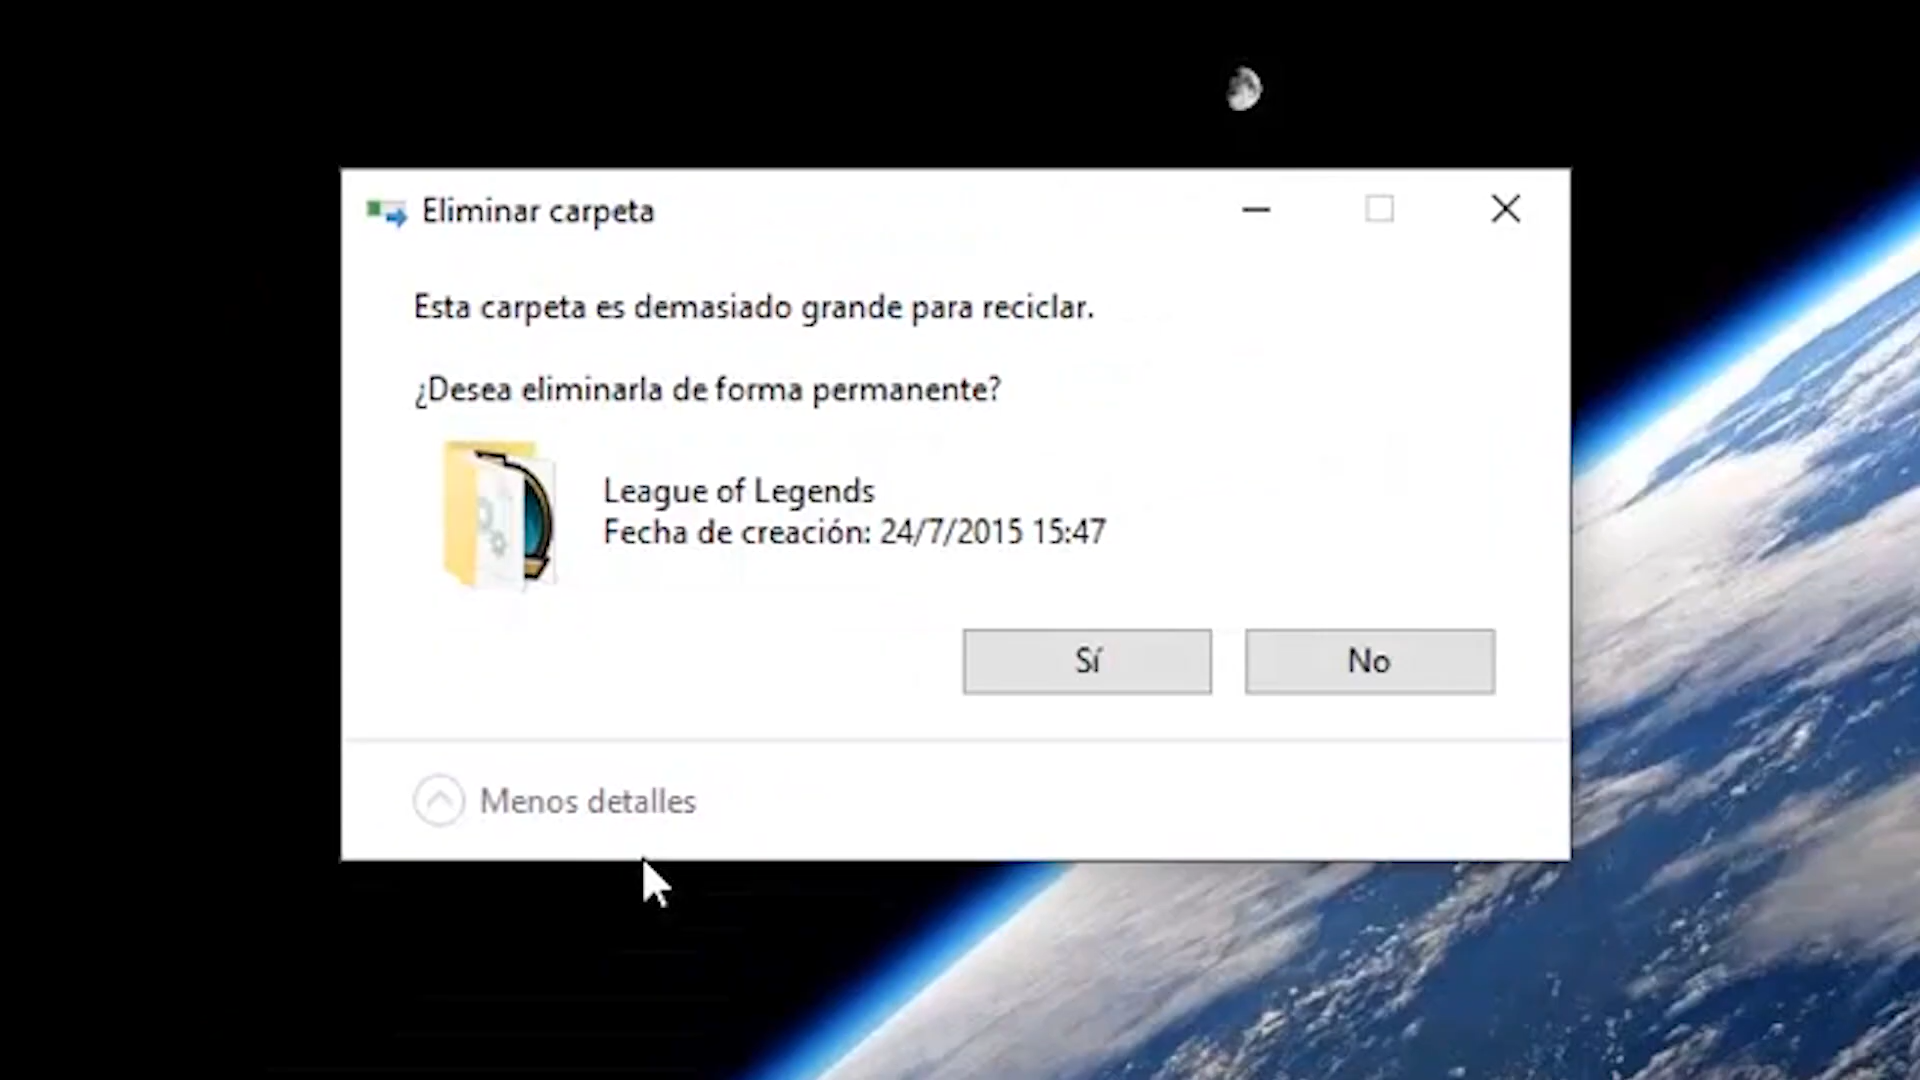 Eliminar carpeta
Esta carpeta es demasiado grande para reciclar.
¿Desea eliminarla de forma permanente?
League of Legends
Fecha de creación: 24/7/2015 15:47
Sí
No
Menos detalles